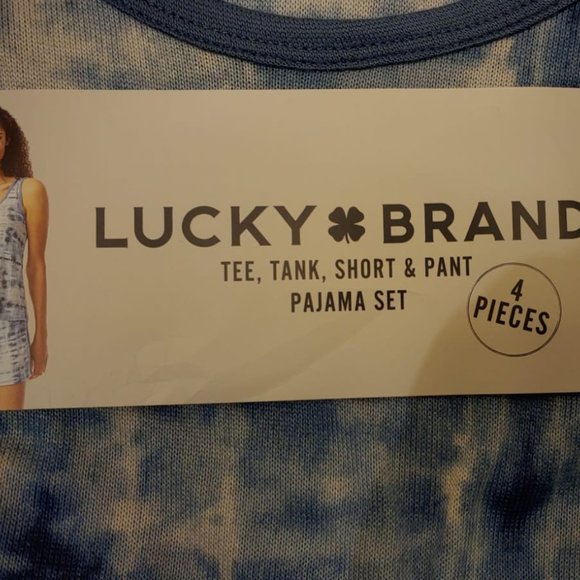 LUCKY BRAND
TEE, TANK, SHORT & PANT
PAJAMA SET
4
PIECES